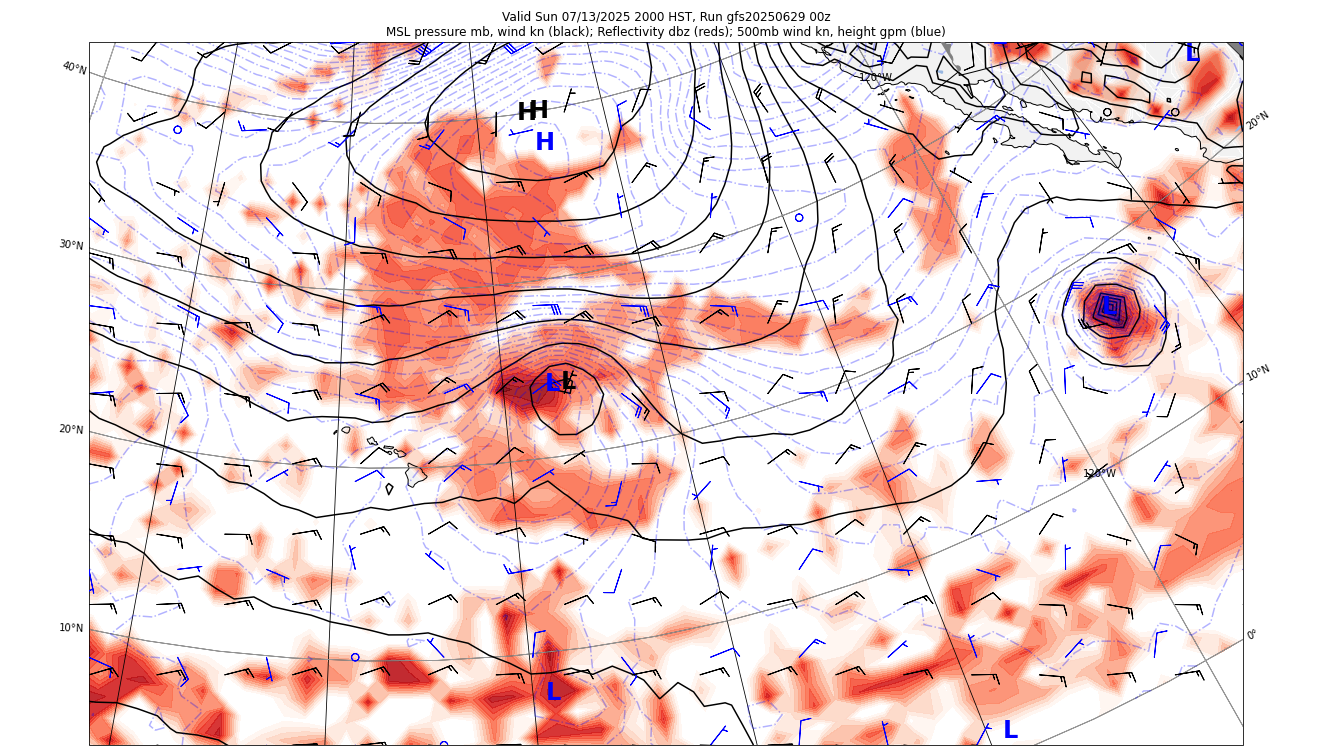 Valid Sun 07/13/2025 2000 HST, Run gfs20250629 00z
MSL pressure mb, wind kn (black); Reflectivity dbz (reds); 500mb wind kn, height gpm (blue)
L
40°N
120°W
H
H
20°N
H
30°N
L
L
L
10°N
20°N
120°W
10°N
0°
L
L